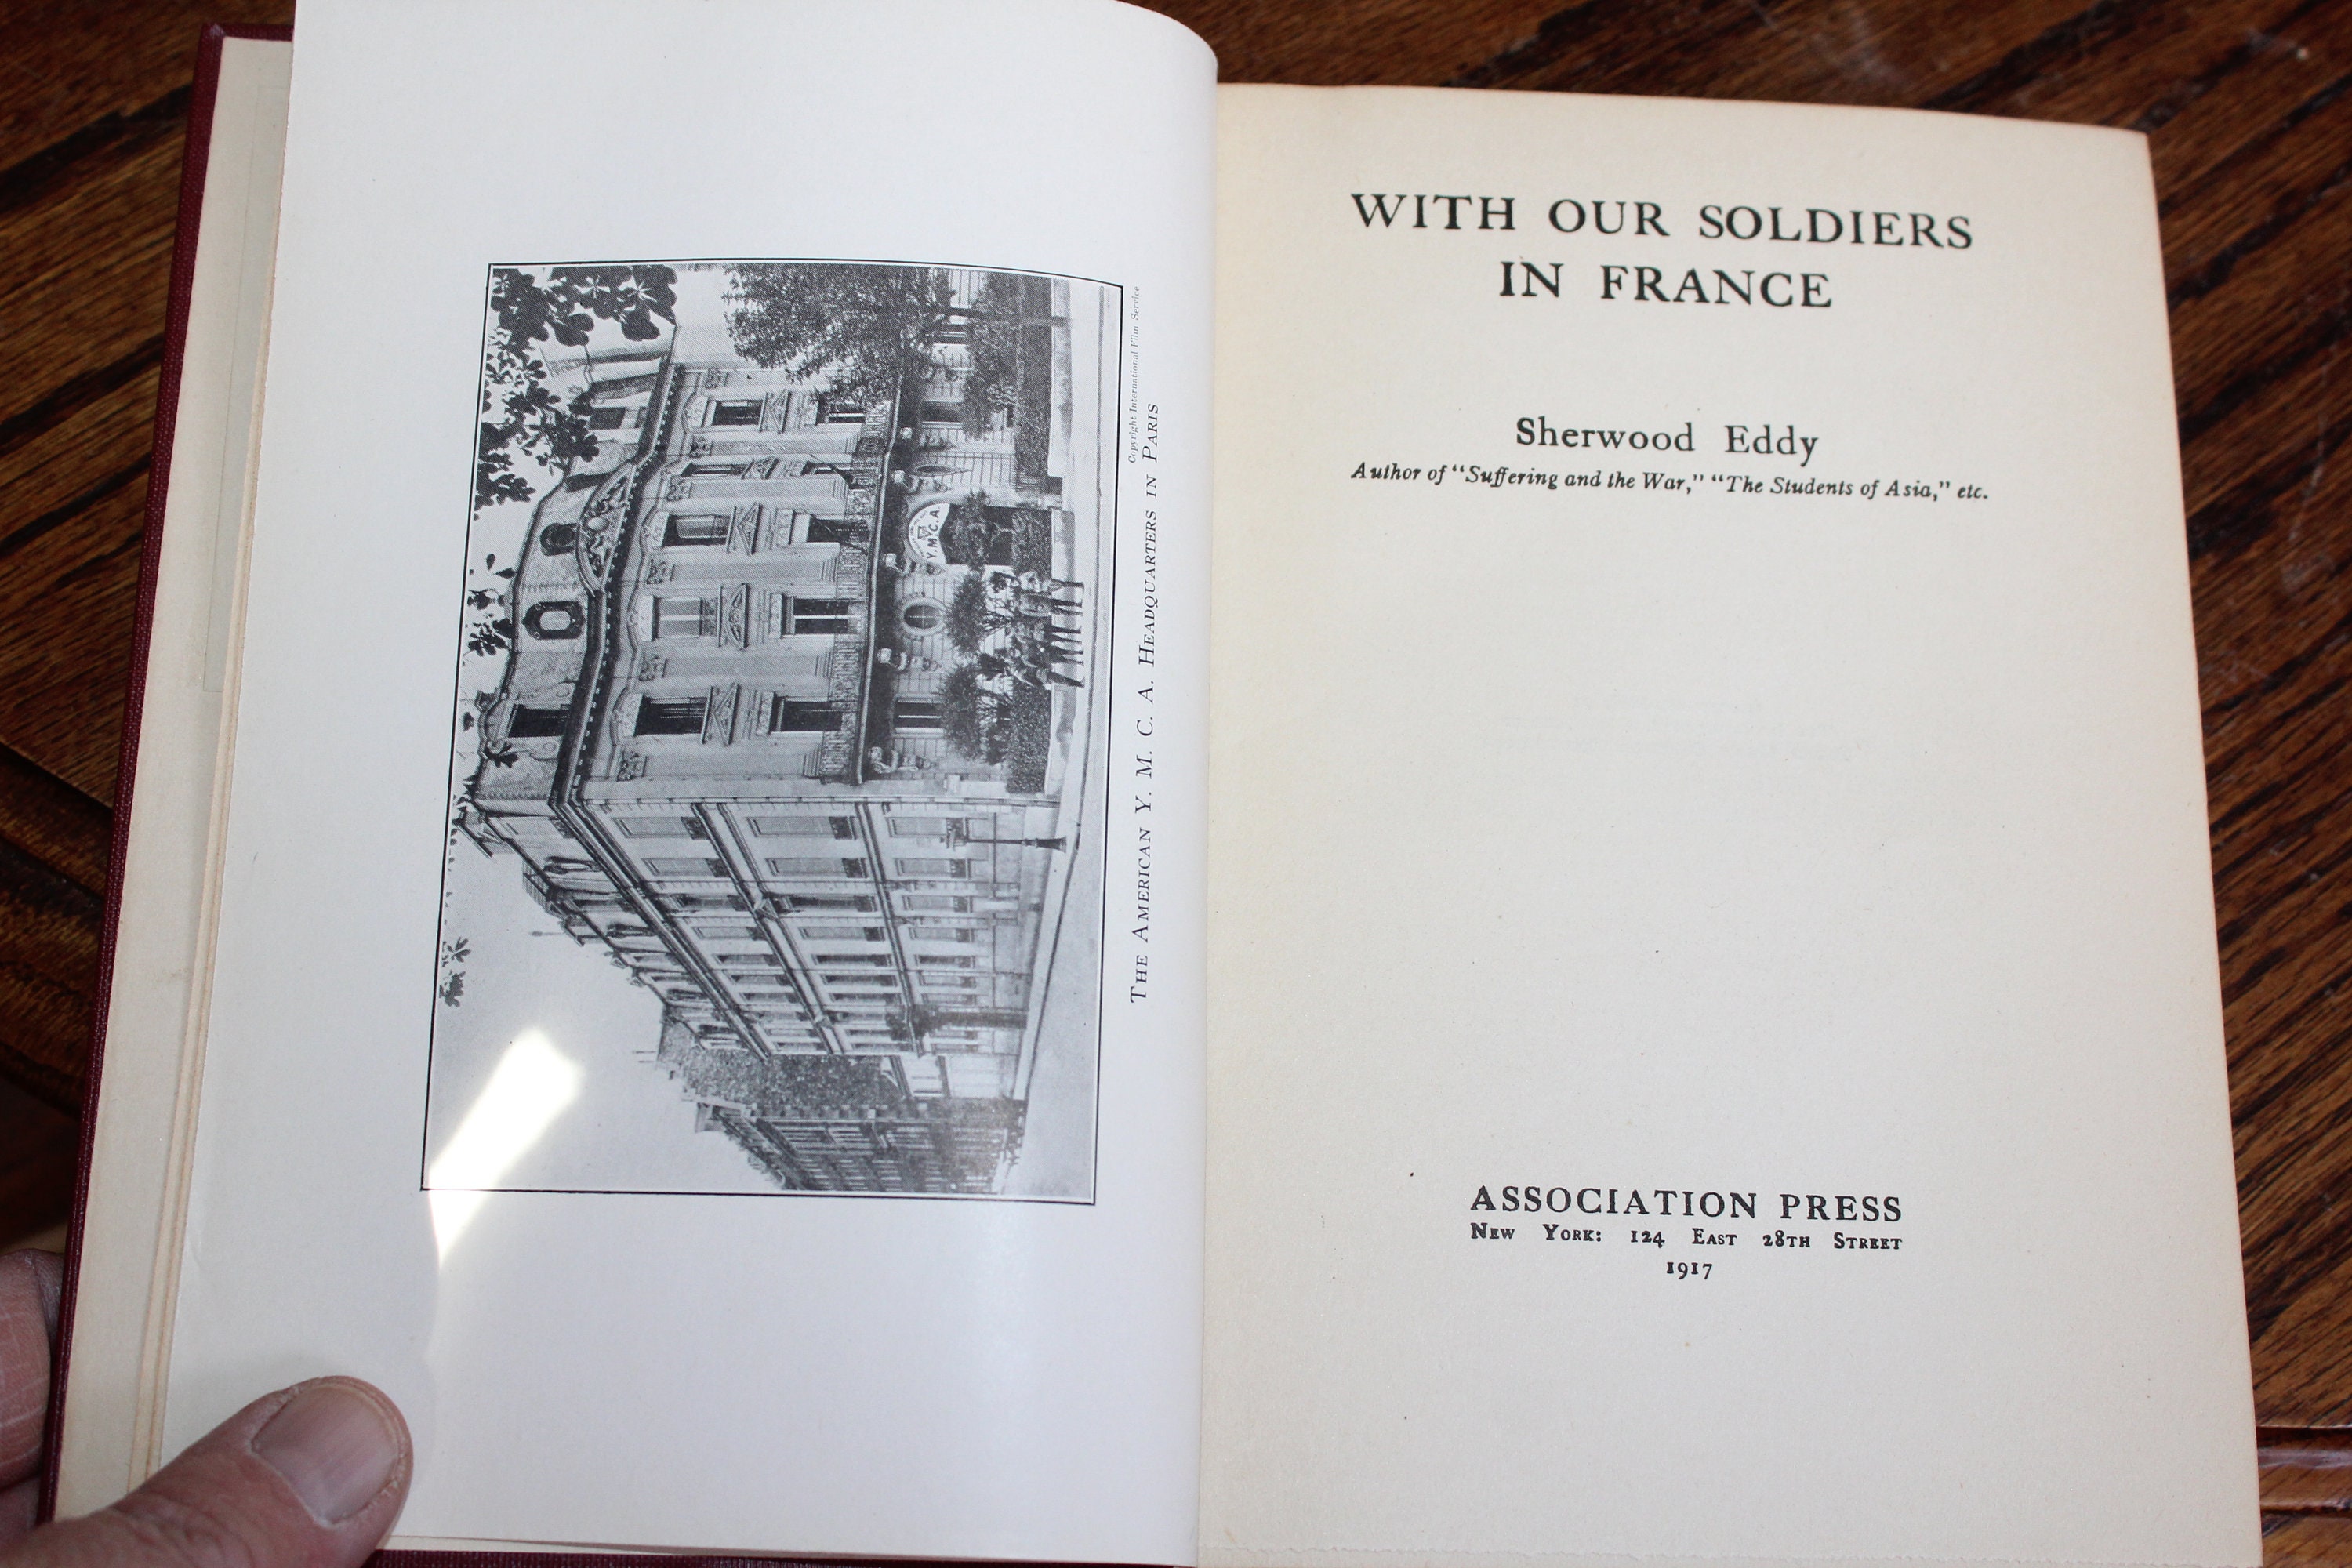 Copyright International Film Service
THE AMERICAN Y. M. C. A. HEADQUARTERS IN PARIS
Y.M.C.A.
WITH OUR SOLDIERS
IN FRANCE
Sherwood Eddy
Author of "Suffering and the War," "The Students of Asia," etc.
ASSOCIATION PRESS
NEW YORK: 124 EAST 28TH STREET
1917